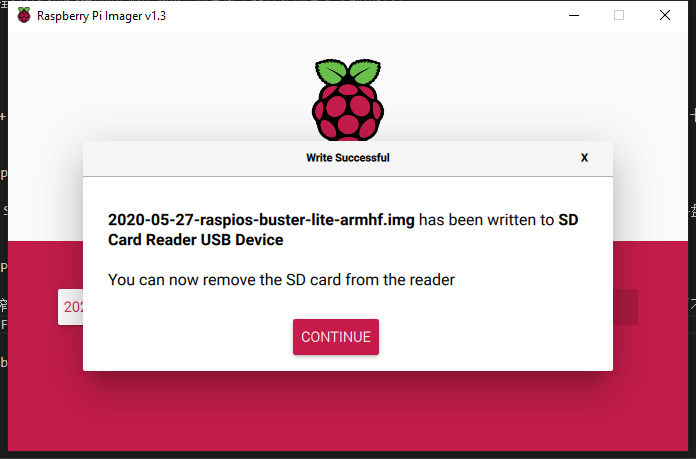 Raspberry Pi Imager v1.3
Write Successful
X
2020-05-27-raspios-buster-lite-armhf.img has been written to SD
Card Reader USB Device
You can now remove the SD card from the reader
202
CONTINUE